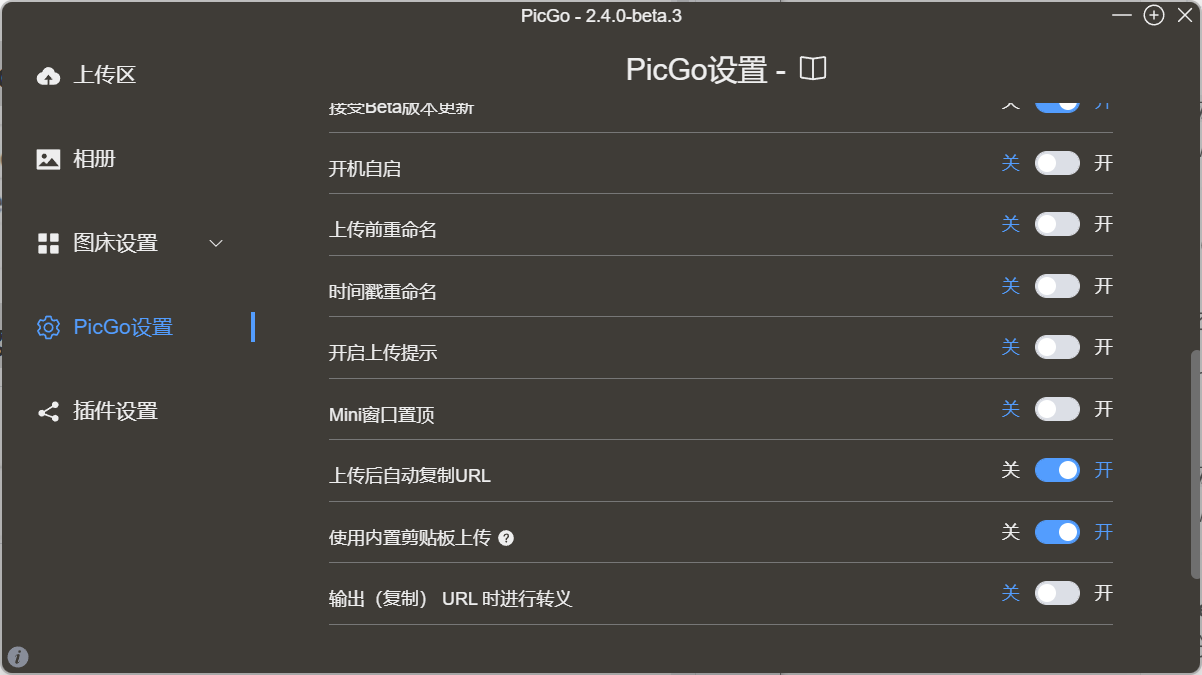 PicGo - 2.4.0-beta.3
上传区
相册
图床设置
PicGo设置
插件设置
PicGo设置 -
接受Beta版本更新 关 开
开机自启 关 开
上传前重命名 关 开
时间戳重命名 关 开
开启上传提示 关 开
Mini窗口置顶 关 开
上传后自动复制URL 关 开
使用内置剪贴板上传 关 开
输出（复制） URL 时进行转义 关 开